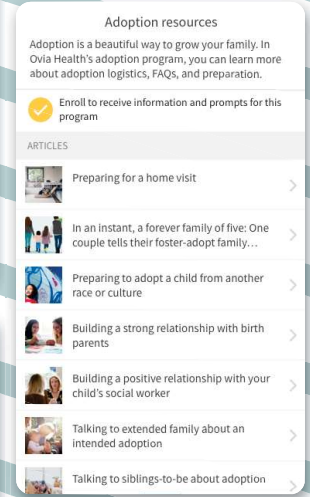 Adoption resources
Adoption is a beautiful way to grow your family. In
Ovia Health's adoption program, you can learn more
about adoption logistics, FAQs, and preparation.
Enroll to receive information and prompts for this
program
ARTICLES
Preparing for a home visit
In an instant, a forever family of five: One
couple tells their foster-adopt family...
Preparing to adopt a child from another
race or culture
Building a strong relationship with birth
parents
Building a positive relationship with your
child's social worker
Talking to extended family about an
intended adoption
Talking to siblings-to-be about adoption